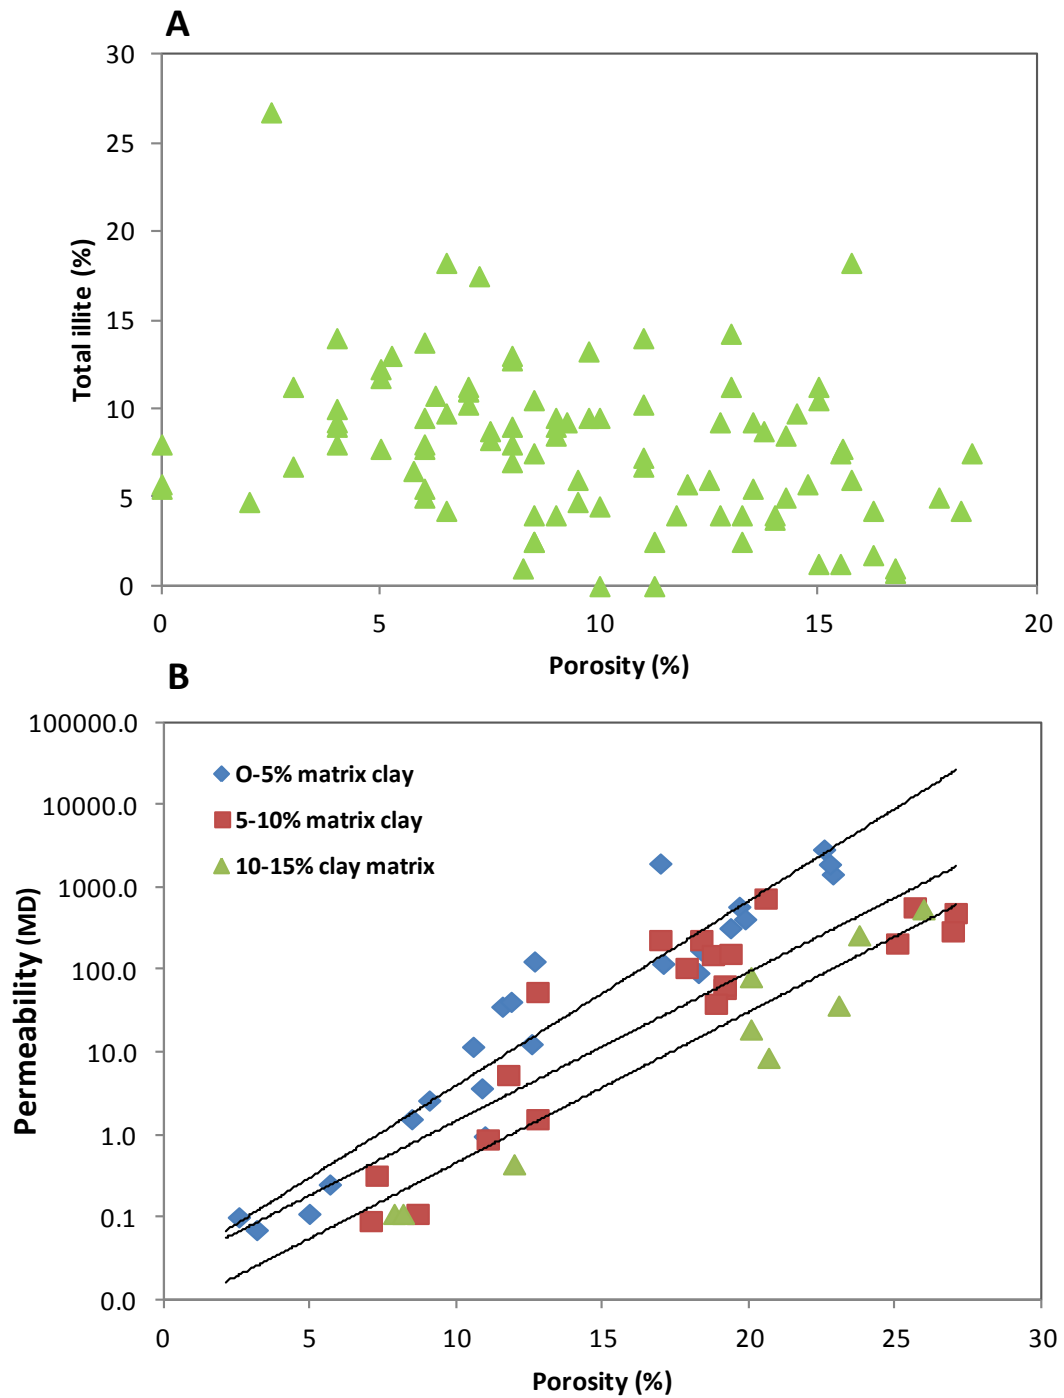 A
30
25
20
15
10
5
0
Total illite (%)
0 5 10 15 20
Porosity (%)
B
100000.0
10000.0
1000.0
100.0
10.0
1.0
0.1
0.0
Permeability (MD)
O-5% matrix clay
5-10% matrix clay
10-15% clay matrix
0 5 10 15 20 25 30
Porosity (%)